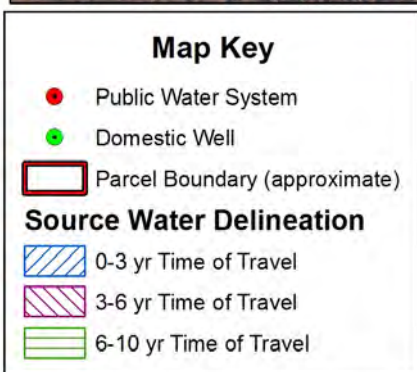 Map Key
Public Water System
Domestic Well
Parcel Boundary (approximate)
Source Water Delineation
0-3 yr Time of Travel
3-6 yr Time of Travel
6-10 yr Time of Travel